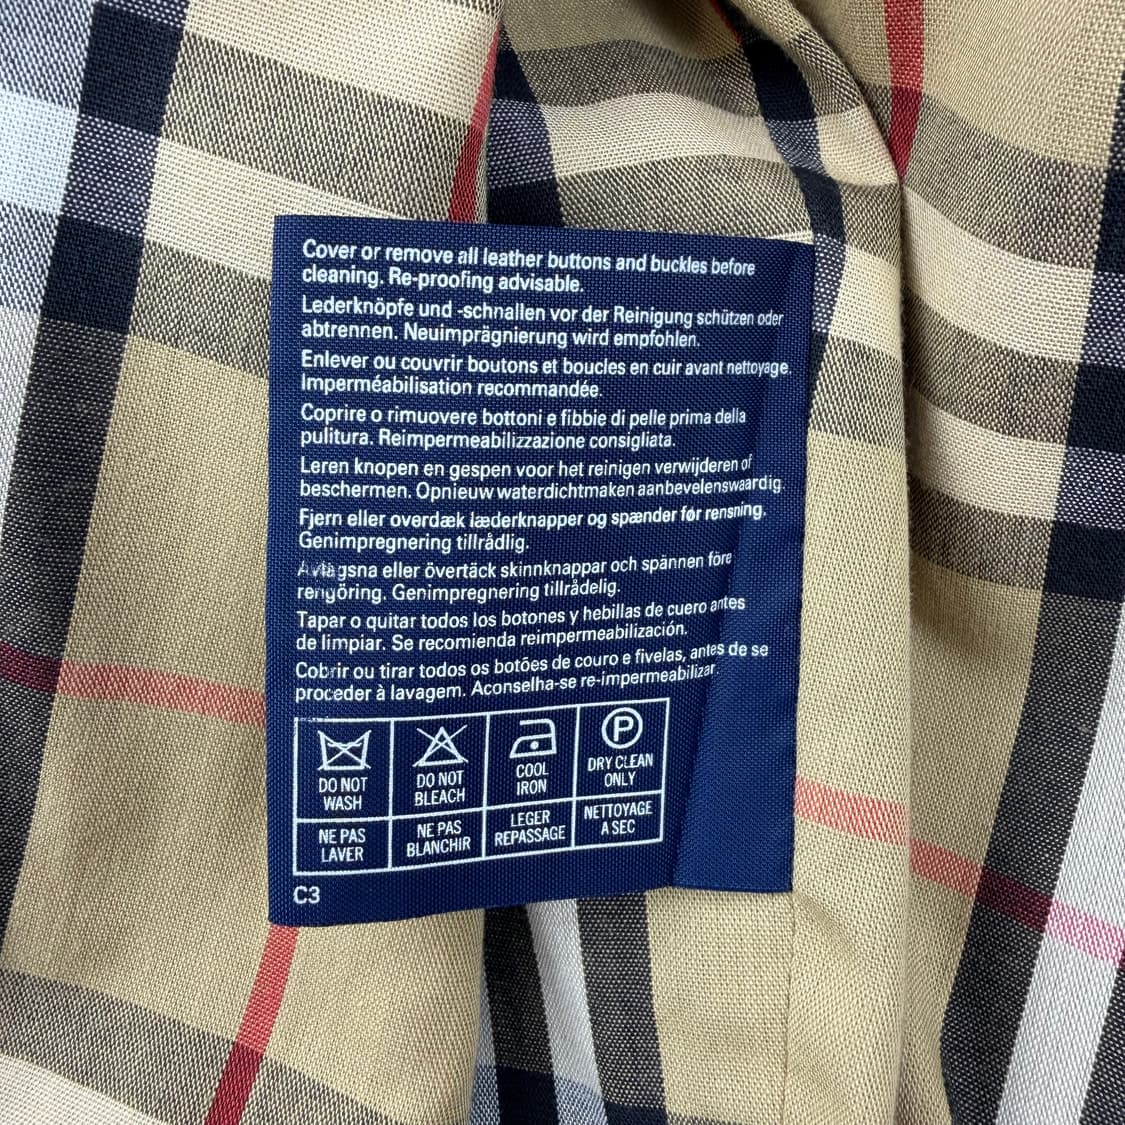 Cover or remove all leather buttons and buckles before
cleaning. Re-proofing advisable.
Lederknöpfe und -schnallen vor der Reinigung schützen oder
abtrennen. Neuimprägnierung wird empfohlen.
Enlever ou couvrir boutons et boucles en cuir avant nettoyage.
Imperméabilisation recommandée.
Coprire o rimuovere bottoni e fibbie di pelle prima della
pulitura. Reimpermeabilizzazione consigliata.
Leren knopen en gespen voor het reinigen verwijderen of
beschermen. Opnieuw waterdichtmaken aanbevelenswaardig
Fjern eller overdæk læderknapper og spænder før rensning.
Genimpregnering tillrådlig.
Avlägsna eller övertäck skinnknappar och spännen före
rengöring. Genimpregnering tillrådelig.
Tapar o quitar todos los botones y hebillas de cuero antes
de limpiar. Se recomienda reimpermeabilización.
Cobrir ou tirar todos os botões de couro e fivelas, antes de se
proceder à lavagem. Aconselha-se re-impermeabilizar.
P
DO NOT
WASH
DO NOT
BLEACH
COOL
IRON
DRY CLEAN
ONLY
NE PAS
LAVER
NE PAS
BLANCHIR
LEGER
REPASSAGE
NETTOYAGE
A SEC
C3